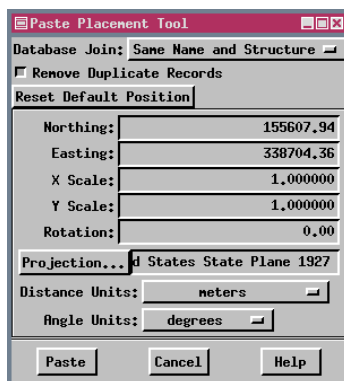 Paste Placement Tool
Database Join: Same Name and Structure
Remove Duplicate Records
Reset Default Position
Northing: 155607.94
Easting: 338704.36
X Scale: 1.000000
Y Scale: 1.000000
Rotation: 0.00
Projection... d States State Plane 1927
Distance Units: meters
Angle Units: degrees
Paste Cancel Help